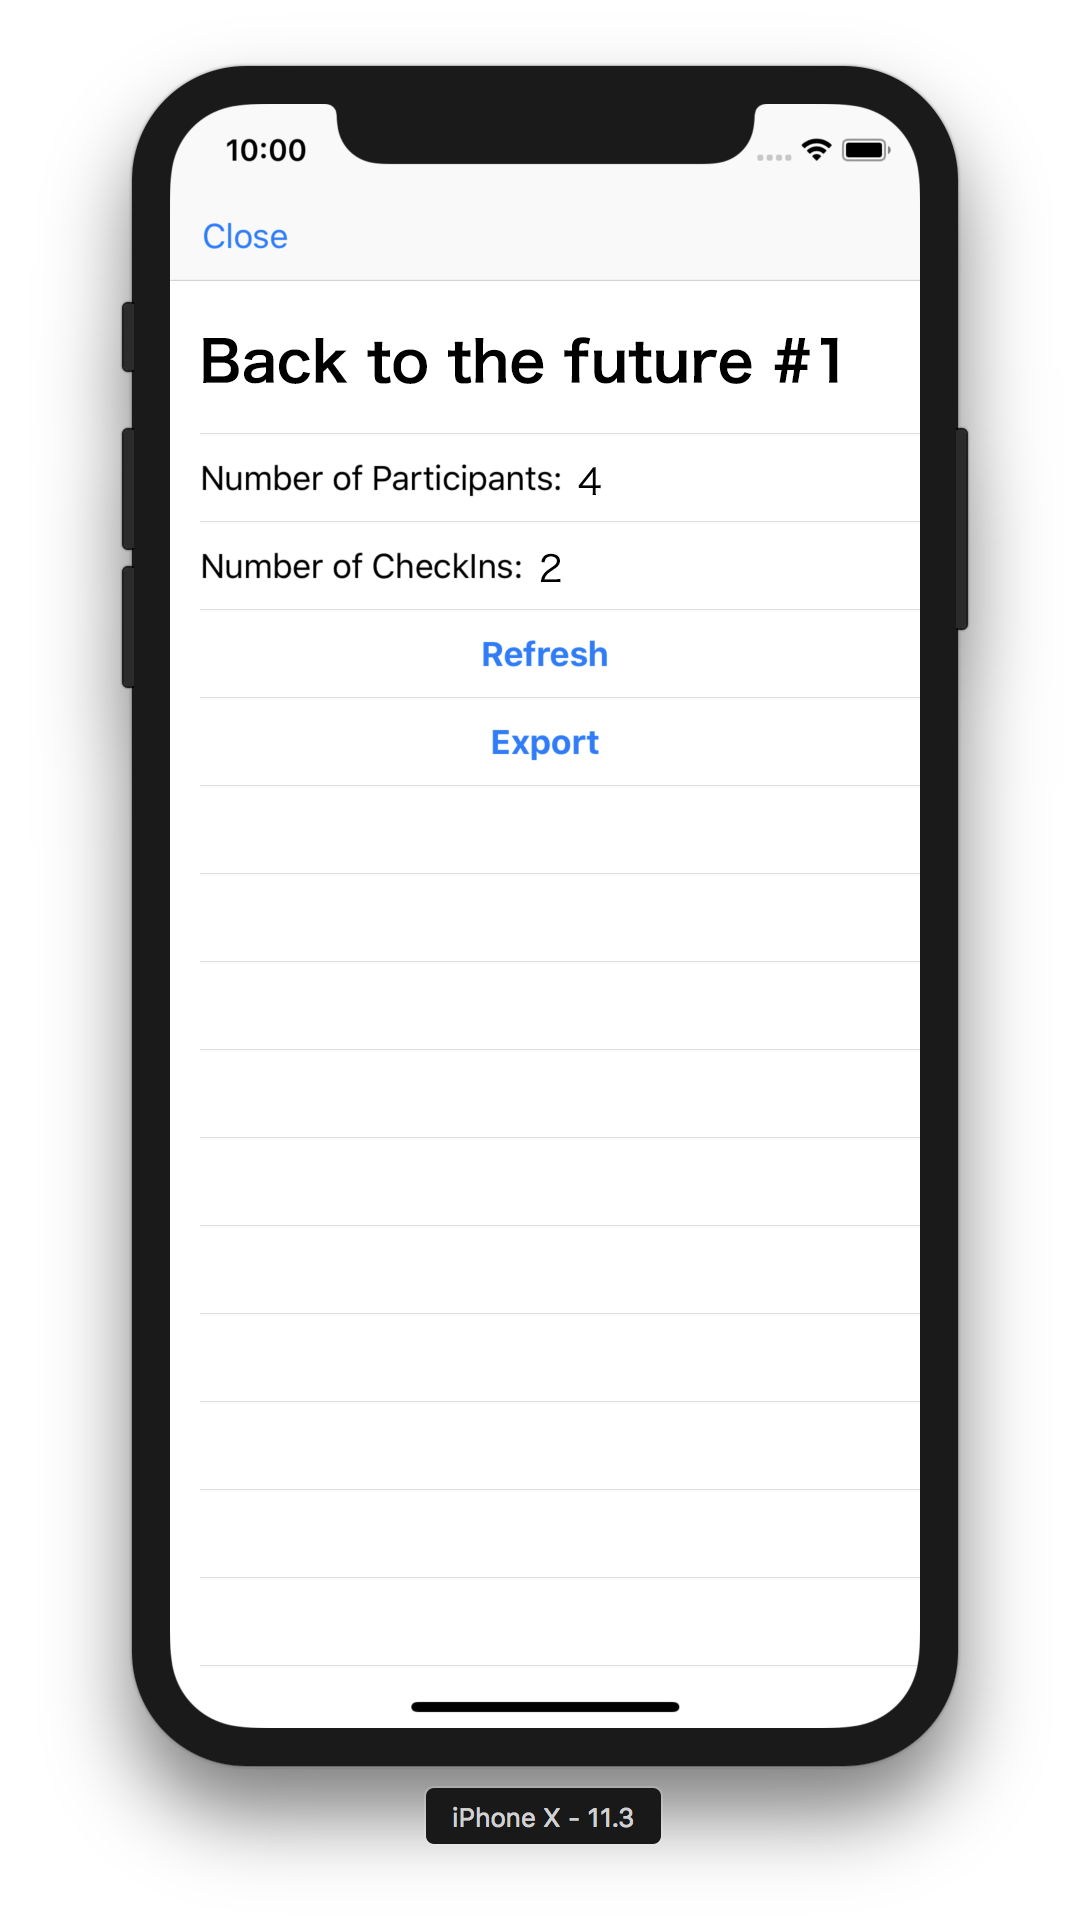 10:00
Close
Back to the future #1
Number of Participants: 4
Number of CheckIns: 2
Refresh
Export
iPhone X - 11.3